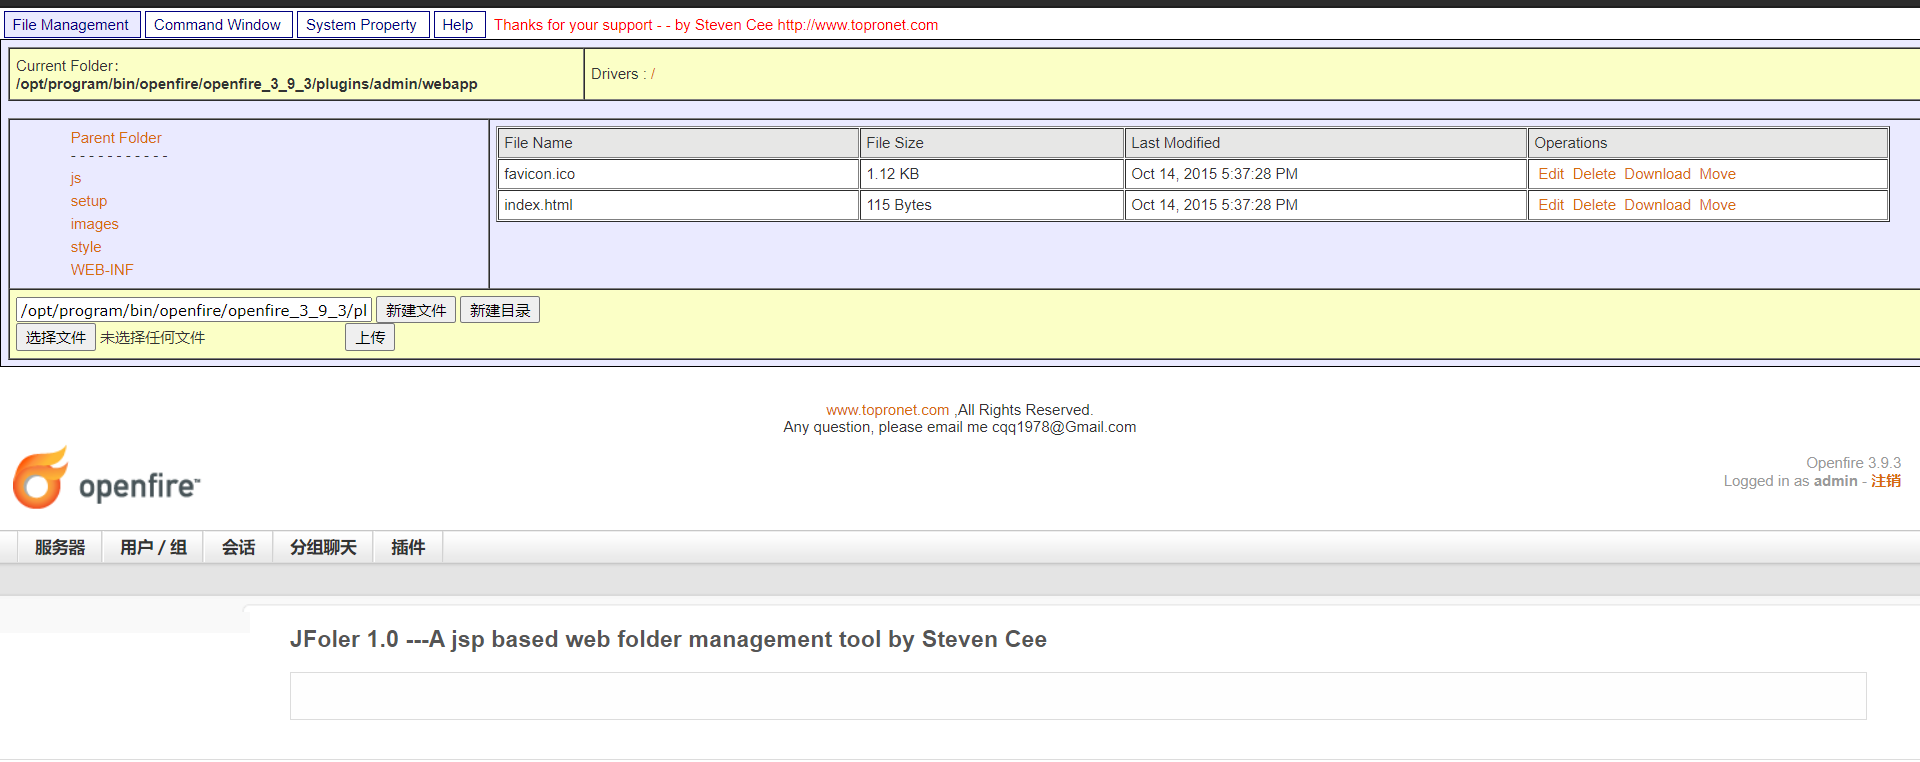 File Management Command Window System Property Help Thanks for your support - - by Steven Cee http://www.topronet.com
Current Folder:
/opt/program/bin/openfire/openfire_3_9_3/plugins/admin/webapp
Drivers : /
Parent Folder
- - - - - - - - - - -
js
setup
images
style
WEB-INF
File Name File Size Last Modified Operations
favicon.ico 1.12 KB Oct 14, 2015 5:37:28 PM Edit Delete Download Move
index.html 115 Bytes Oct 14, 2015 5:37:28 PM Edit Delete Download Move
/opt/program/bin/openfire/openfire_3_9_3/pl 新建文件 新建目录
选择文件 未选择任何文件 上传
www.topronet.com ,All Rights Reserved.
Any question, please email me cqq1978@Gmail.com
openfire™
Openfire 3.9.3
Logged in as admin - 注销
服务器 用户 / 组 会话 分组聊天 插件
JFoler 1.0 ---A jsp based web folder management tool by Steven Cee